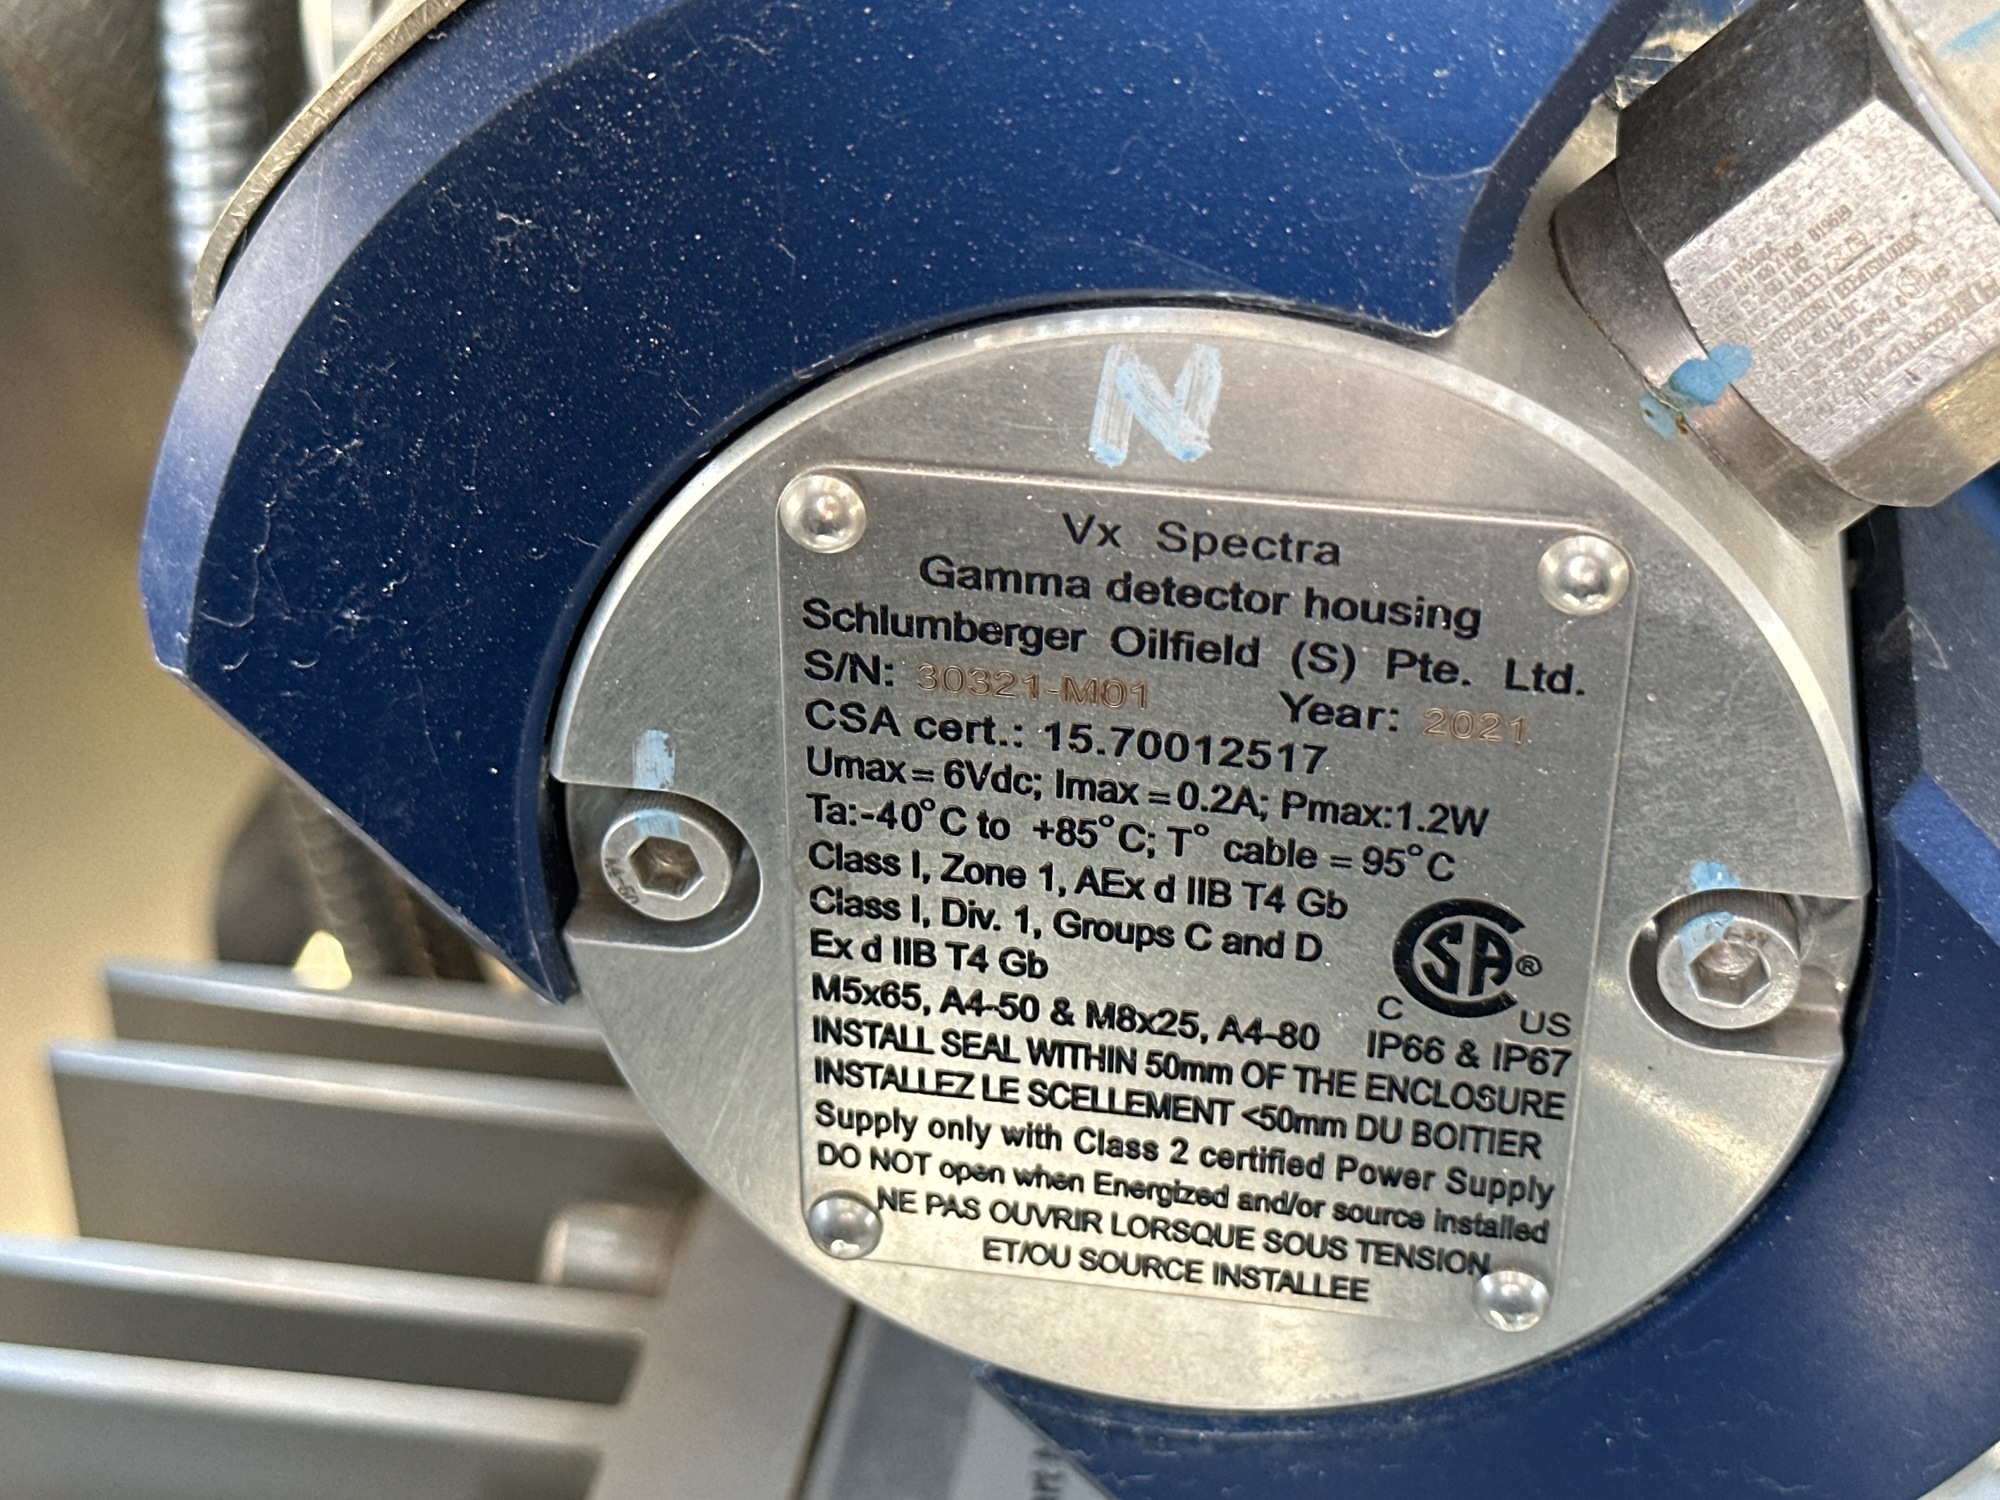 N
Vx Spectra
Gamma detector housing
Schlumberger Oilfield (S) Pte. Ltd.
S/N: 30321-M01 Year: 2021
CSA cert.: 15.70012517
Umax= 6Vdc; Imax =0.2A; Pmax:1.2W
Ta:-40°C to +85°C; T° cable = 95°C
Class I, Zone 1, AEx d IIB T4 Gb
Class I, Div. 1, Groups C and D
Ex d IIB T4 Gb
CSA®
C US
M5x65, A4-50 & M8x25, A4-80 IP66 & IP67
INSTALL SEAL WITHIN 50mm OF THE ENCLOSURE
INSTALLEZ LE SCELLEMENT <50mm DU BOITIER
Supply only with Class 2 certified Power Supply
DO NOT open when Energized and/or source installed
NE PAS OUVRIR LORSQUE SOUS TENSION
ET/OU SOURCE INSTALLEE